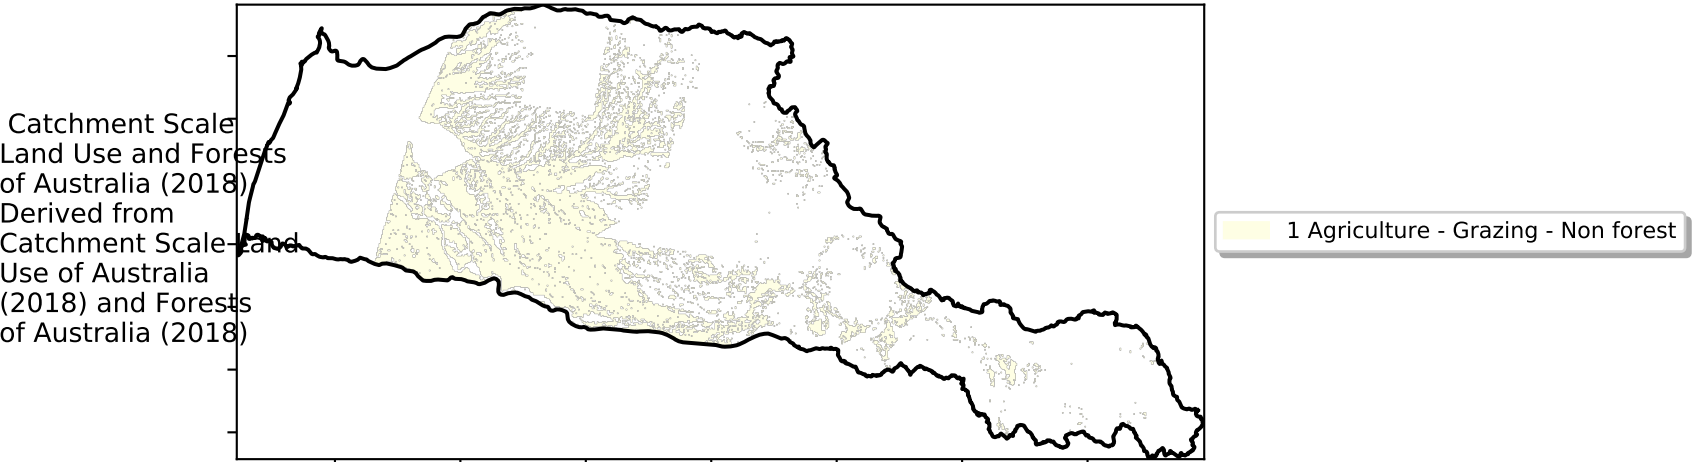 Catchment Scale
Land Use and Forests
of Australia (2018)
Derived from
Catchment Scale Land
Use of Australia
(2018) and Forests
of Australia (2018)
1 Agriculture - Grazing - Non forest